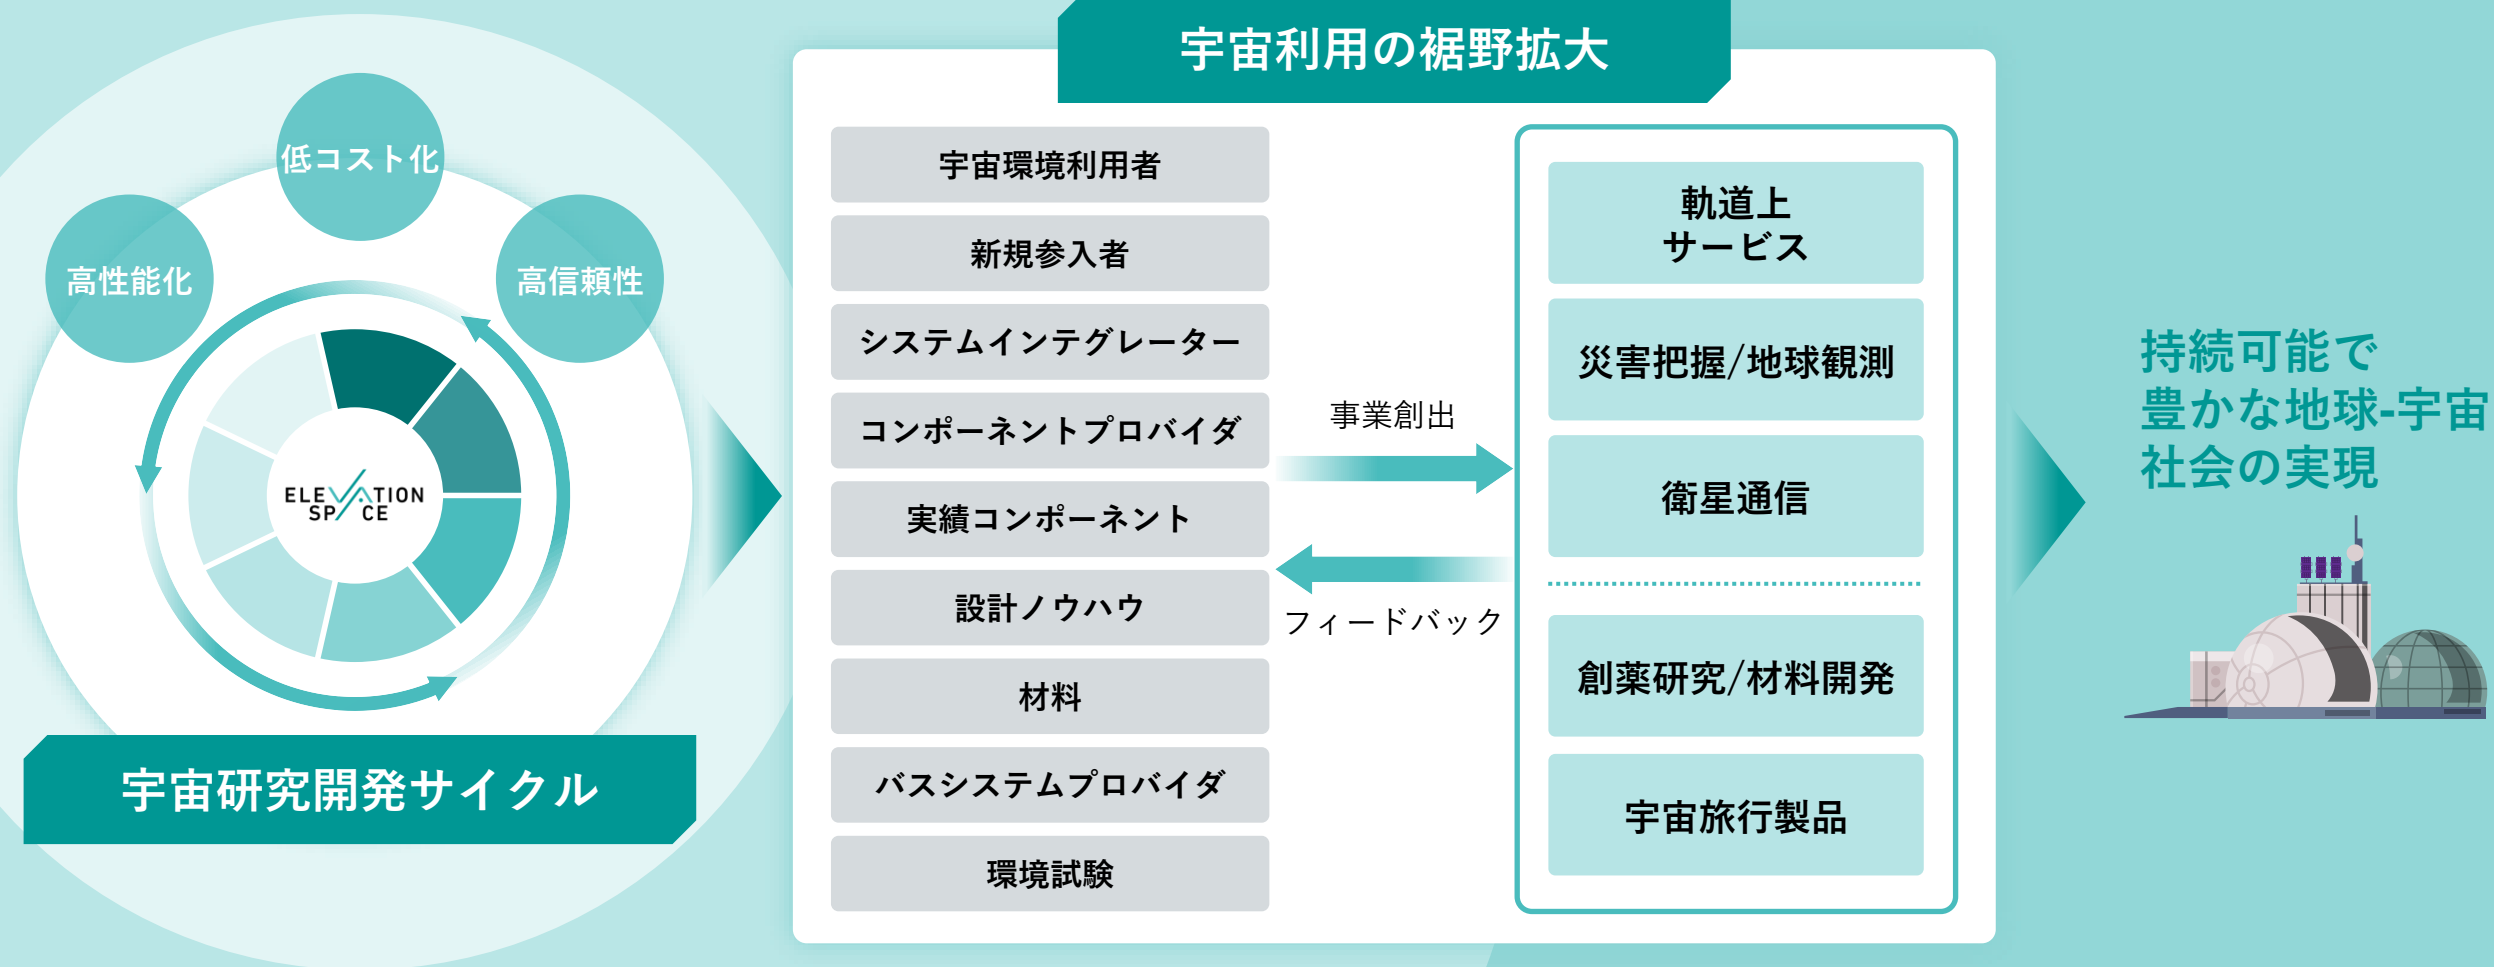 低コスト化
高性能化
高信頼性
ELEVATION
SPACE
宇宙研究開発サイクル
宇宙利用の裾野拡大
宇宙環境利用者
新規参入者
システムインテグレーター
コンポーネントプロバイダ
実績コンポーネント
設計ノウハウ
材料
バスシステムプロバイダ
環境試験
事業創出
フィードバック
軌道上
サービス
災害把握/地球観測
衛星通信
創薬研究/材料開発
宇宙旅行製品
持続可能で
豊かな地球-宇宙
社会の実現